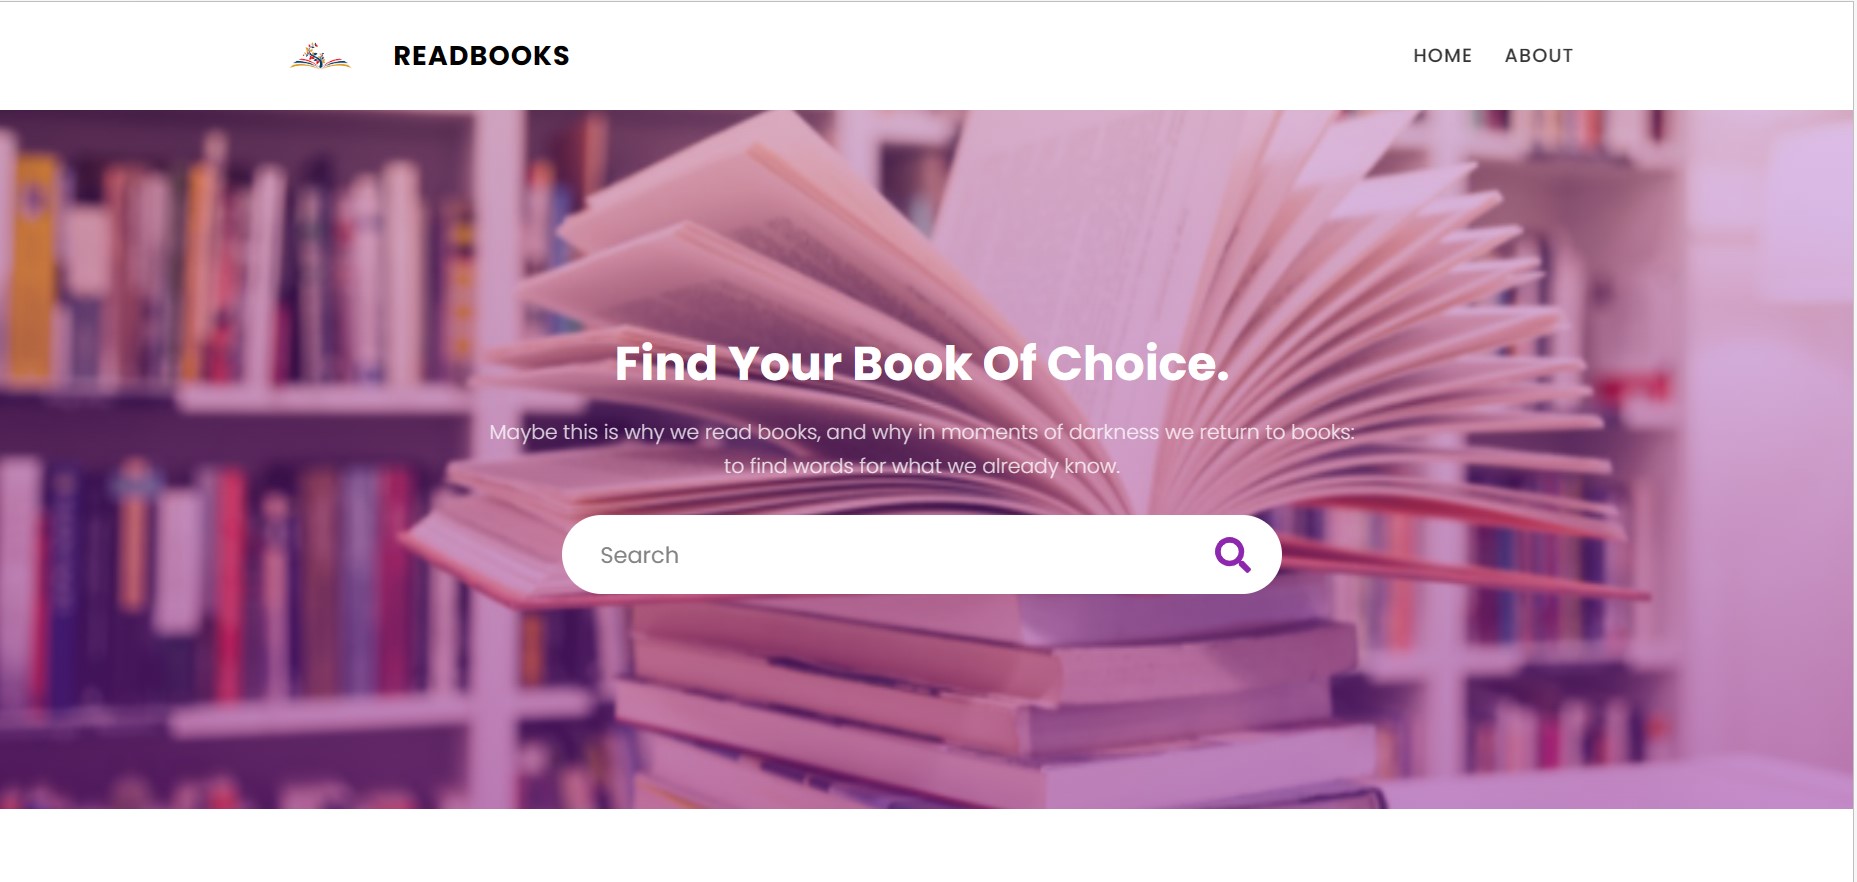 READBOOKS
HOME ABOUT
Find Your Book Of Choice.
Maybe this is why we read books, and why in moments of darkness we return to books:
to find words for what we already know.
Search